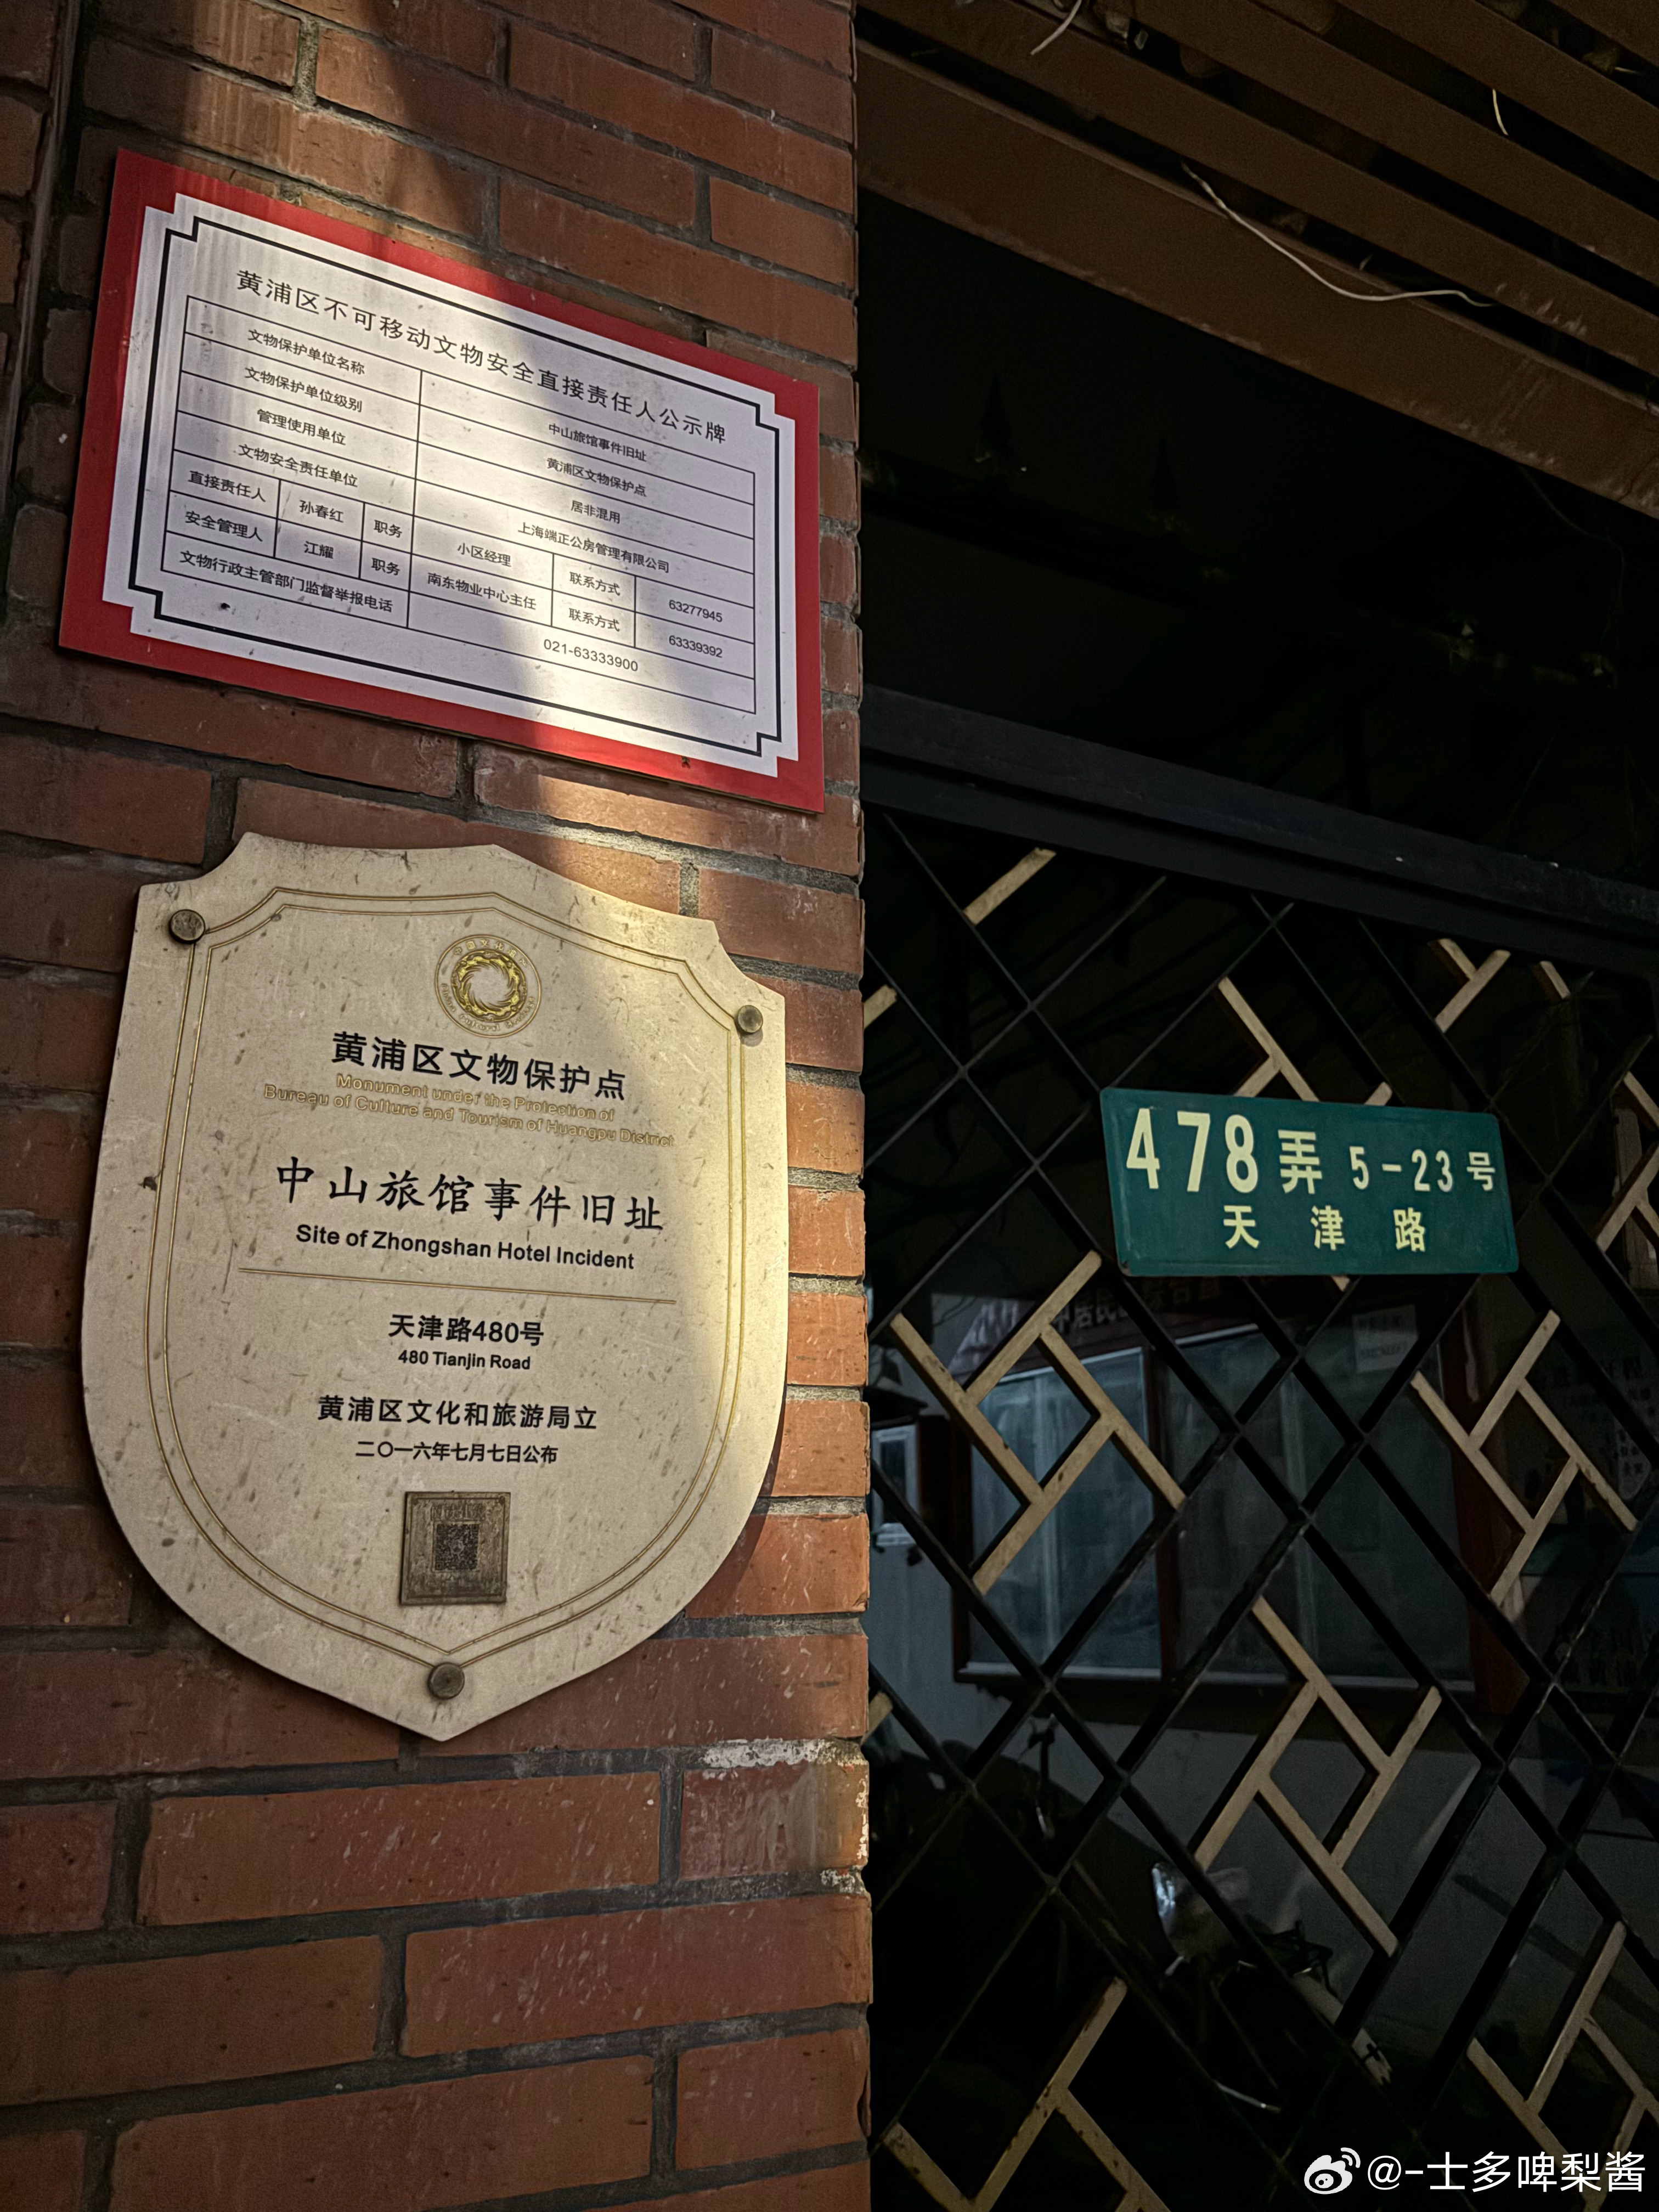 黄浦区不可移动文物安全直接责任人公示牌
文物保护单位名称 中山旅馆事件旧址
文物保护单位级别 黄浦区文物保护点
管理使用单位 居非混用
文物安全责任单位 上海端正公房管理有限公司
直接责任人 孙春红 职务 小区经理 联系方式 63277945
安全管理人 江耀 职务 南东物业中心主任 联系方式 63339392
文物行政主管部门监督举报电话 021-63333900
黄浦区文物保护点
Monument under the Protection of
Bureau of Culture and Tourism of Huangpu District
中山旅馆事件旧址
Site of Zhongshan Hotel Incident
天津路480号
480 Tianjin Road
黄浦区文化和旅游局立
二〇一六年七月七日公布
478弄 5-23号
天津路
@-士多啤梨酱